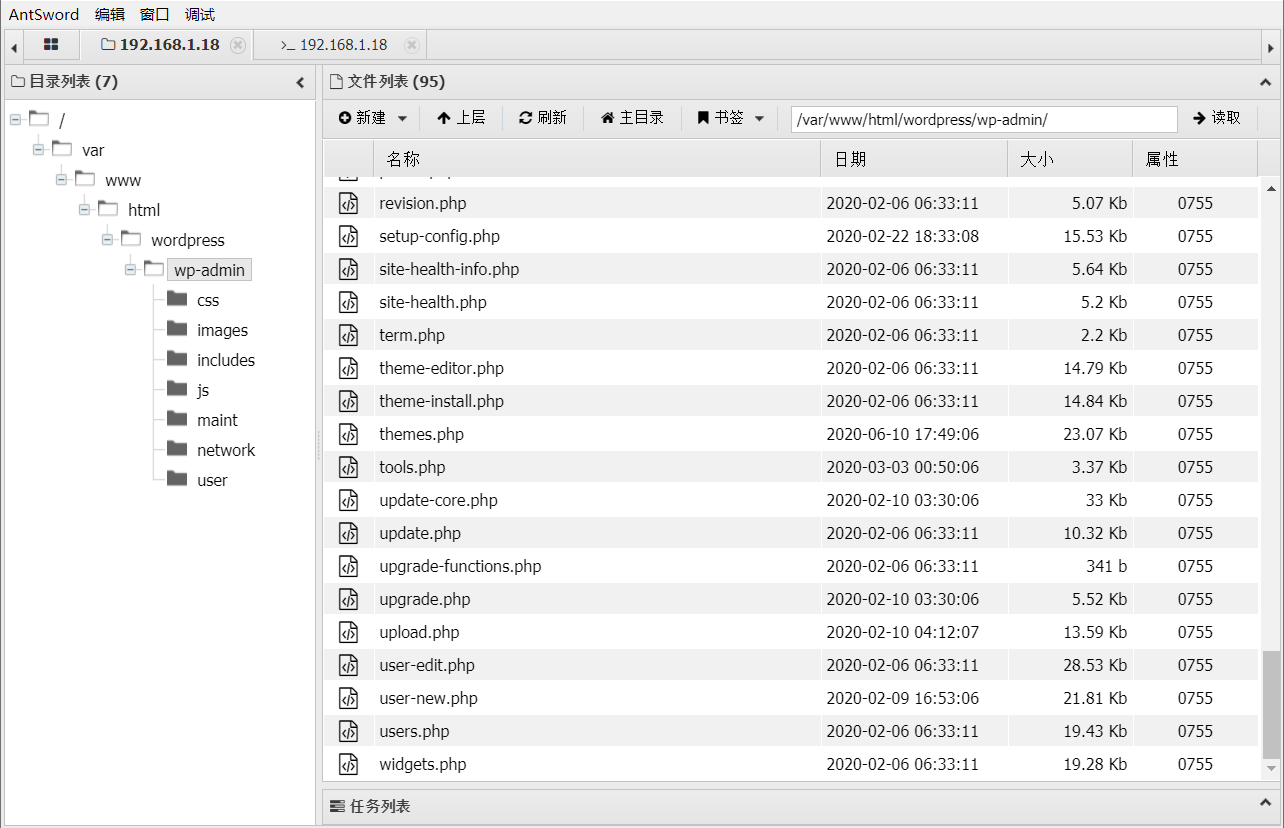 AntSword 编辑 窗口 调试
192.168.1.18 >_ 192.168.1.18
目录列表 (7)
/
var
www
html
wordpress
wp-admin
css
images
includes
js
maint
network
user
文件列表 (95)
新建 上层 刷新 主目录 书签 /var/www/html/wordpress/wp-admin/ 读取
名称 日期 大小 属性
revision.php 2020-02-06 06:33:11 5.07 Kb 0755
setup-config.php 2020-02-22 18:33:08 15.53 Kb 0755
site-health-info.php 2020-02-06 06:33:11 5.64 Kb 0755
site-health.php 2020-02-06 06:33:11 5.2 Kb 0755
term.php 2020-02-06 06:33:11 2.2 Kb 0755
theme-editor.php 2020-02-06 06:33:11 14.79 Kb 0755
theme-install.php 2020-02-06 06:33:11 14.84 Kb 0755
themes.php 2020-06-10 17:49:06 23.07 Kb 0755
tools.php 2020-03-03 00:50:06 3.37 Kb 0755
update-core.php 2020-02-10 03:30:06 33 Kb 0755
update.php 2020-02-06 06:33:11 10.32 Kb 0755
upgrade-functions.php 2020-02-06 06:33:11 341 b 0755
upgrade.php 2020-02-10 03:30:06 5.52 Kb 0755
upload.php 2020-02-10 04:12:07 13.59 Kb 0755
user-edit.php 2020-02-06 06:33:11 28.53 Kb 0755
user-new.php 2020-02-09 16:53:06 21.81 Kb 0755
users.php 2020-02-06 06:33:11 19.43 Kb 0755
widgets.php 2020-02-06 06:33:11 19.28 Kb 0755
任务列表